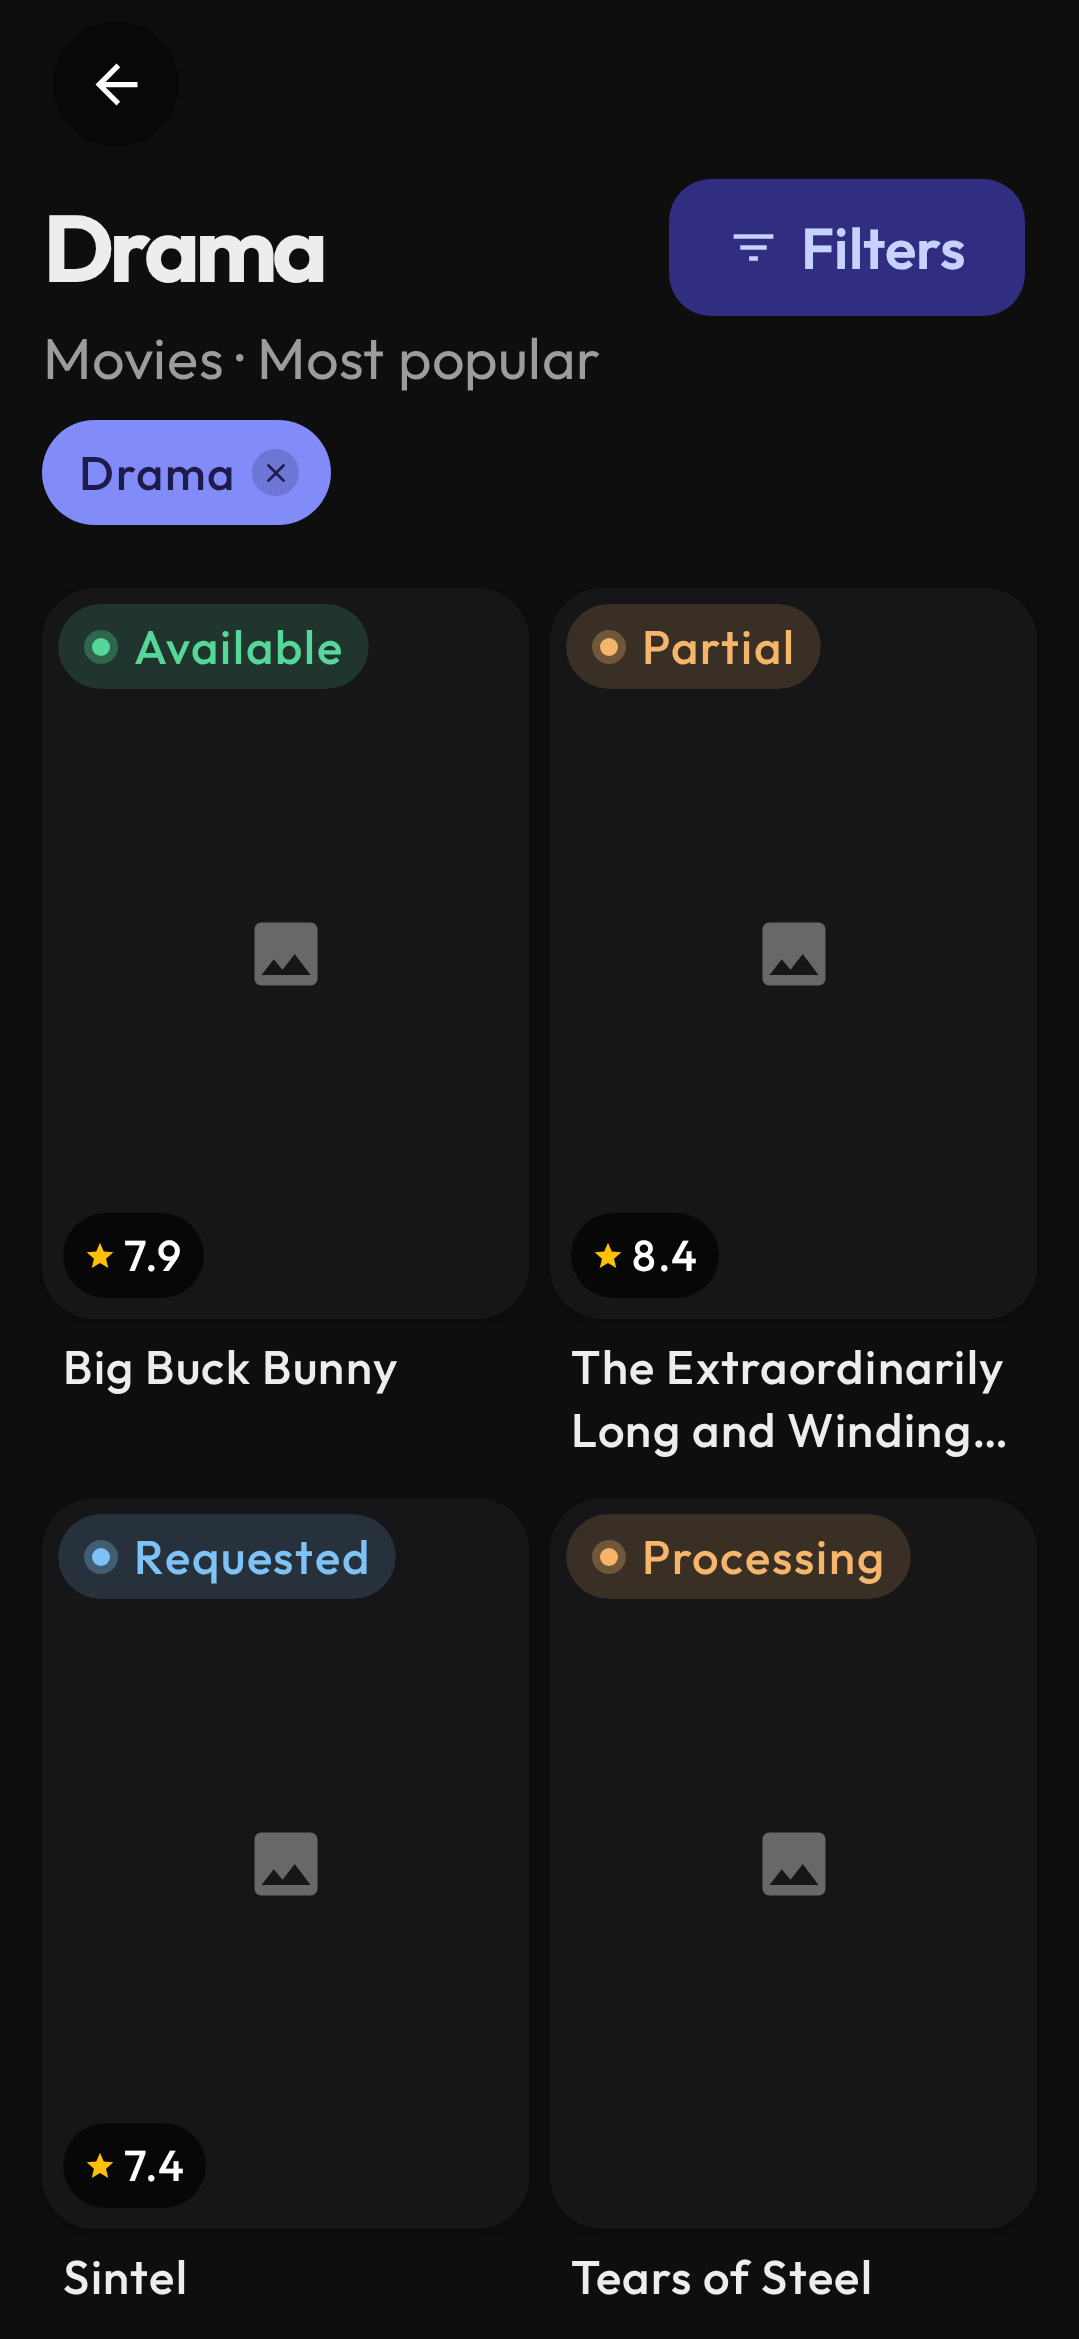 Drama
Filters
Movies · Most popular
Drama
Available
Partial
7.9
8.4
Big Buck Bunny
The Extraordinarily
Long and Winding...
Requested
Processing
7.4
Sintel
Tears of Steel